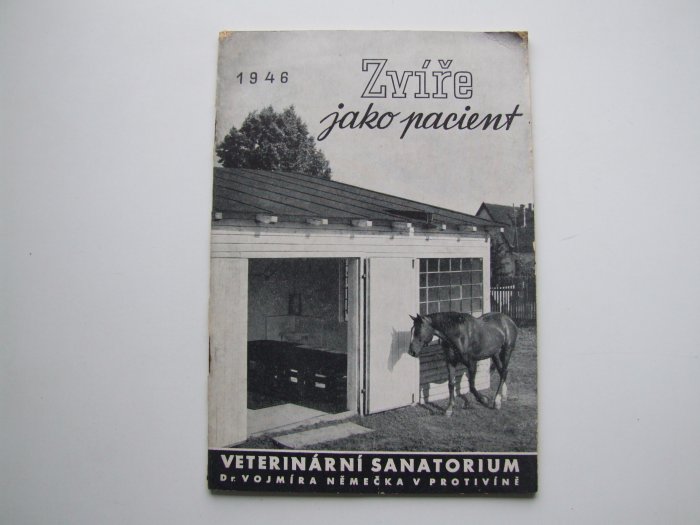 1946
Zvíře
jako pacient
VETERINÁRNÍ SANATORIUM
Dr. VOJMÍRA NĚMEČKA V PROTIVÍNĚ